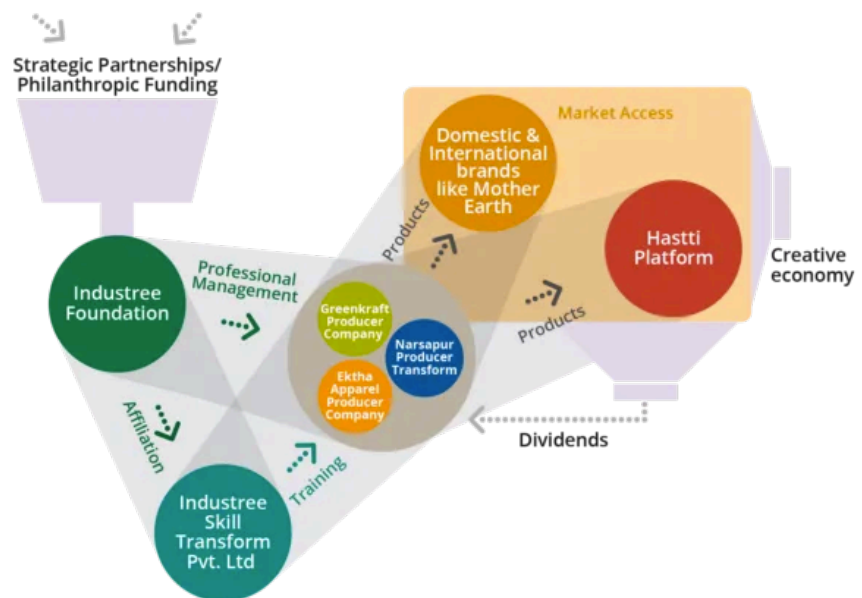 Strategic Partnerships/
Philanthropic Funding
Market Access
Domestic &
International
brands
like Mother
Earth
Products
Hastti
Platform
Creative
economy
Industree
Foundation
Professional
Management
Greenkraft
Producer
Company
Narsapur
Producer
Transform
Ektha
Apparel
Producer
Company
Products
Dividends
Affiliation
Training
Industree
Skill
Transform
Pvt. Ltd